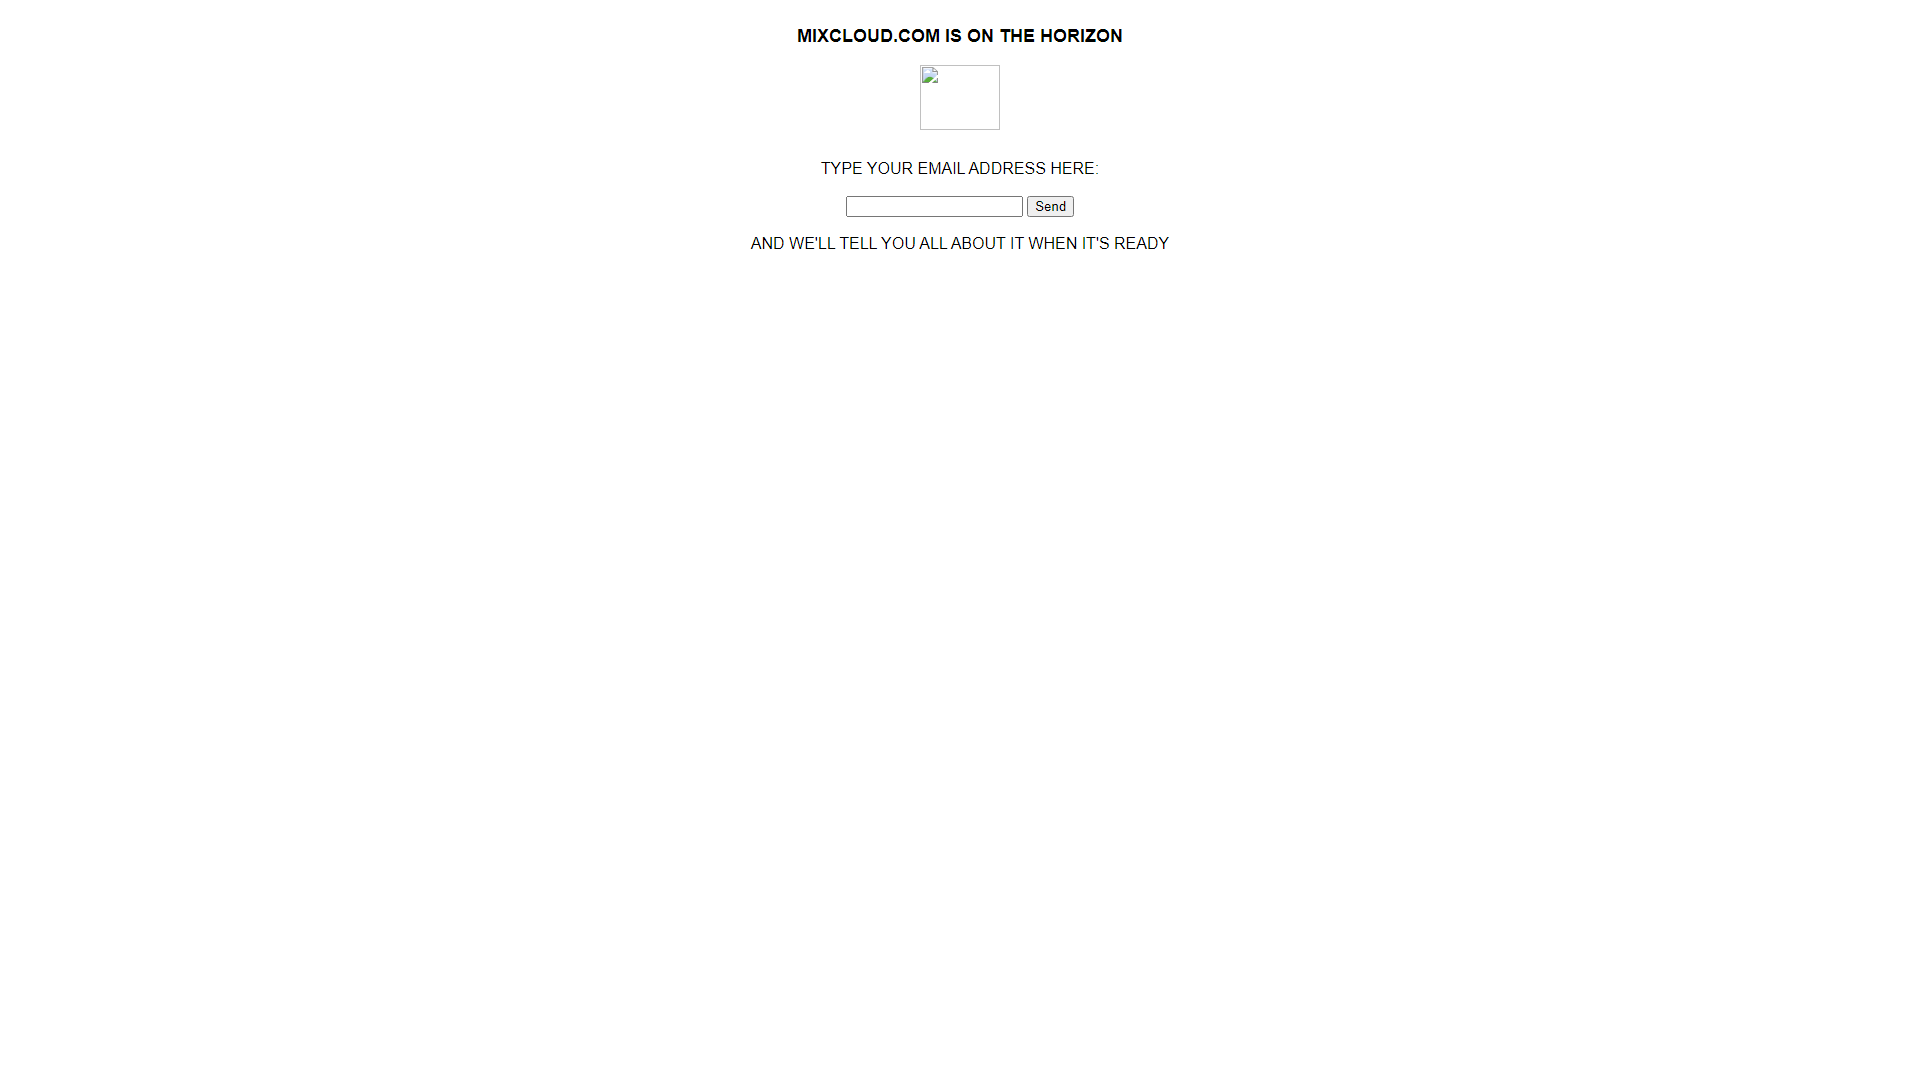 MIXCLOUD.COM IS ON THE HORIZON
TYPE YOUR EMAIL ADDRESS HERE:
Send
AND WE'LL TELL YOU ALL ABOUT IT WHEN IT'S READY